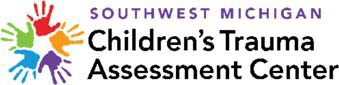 SOUTHWEST MICHIGAN
Children's Trauma
Assessment Center